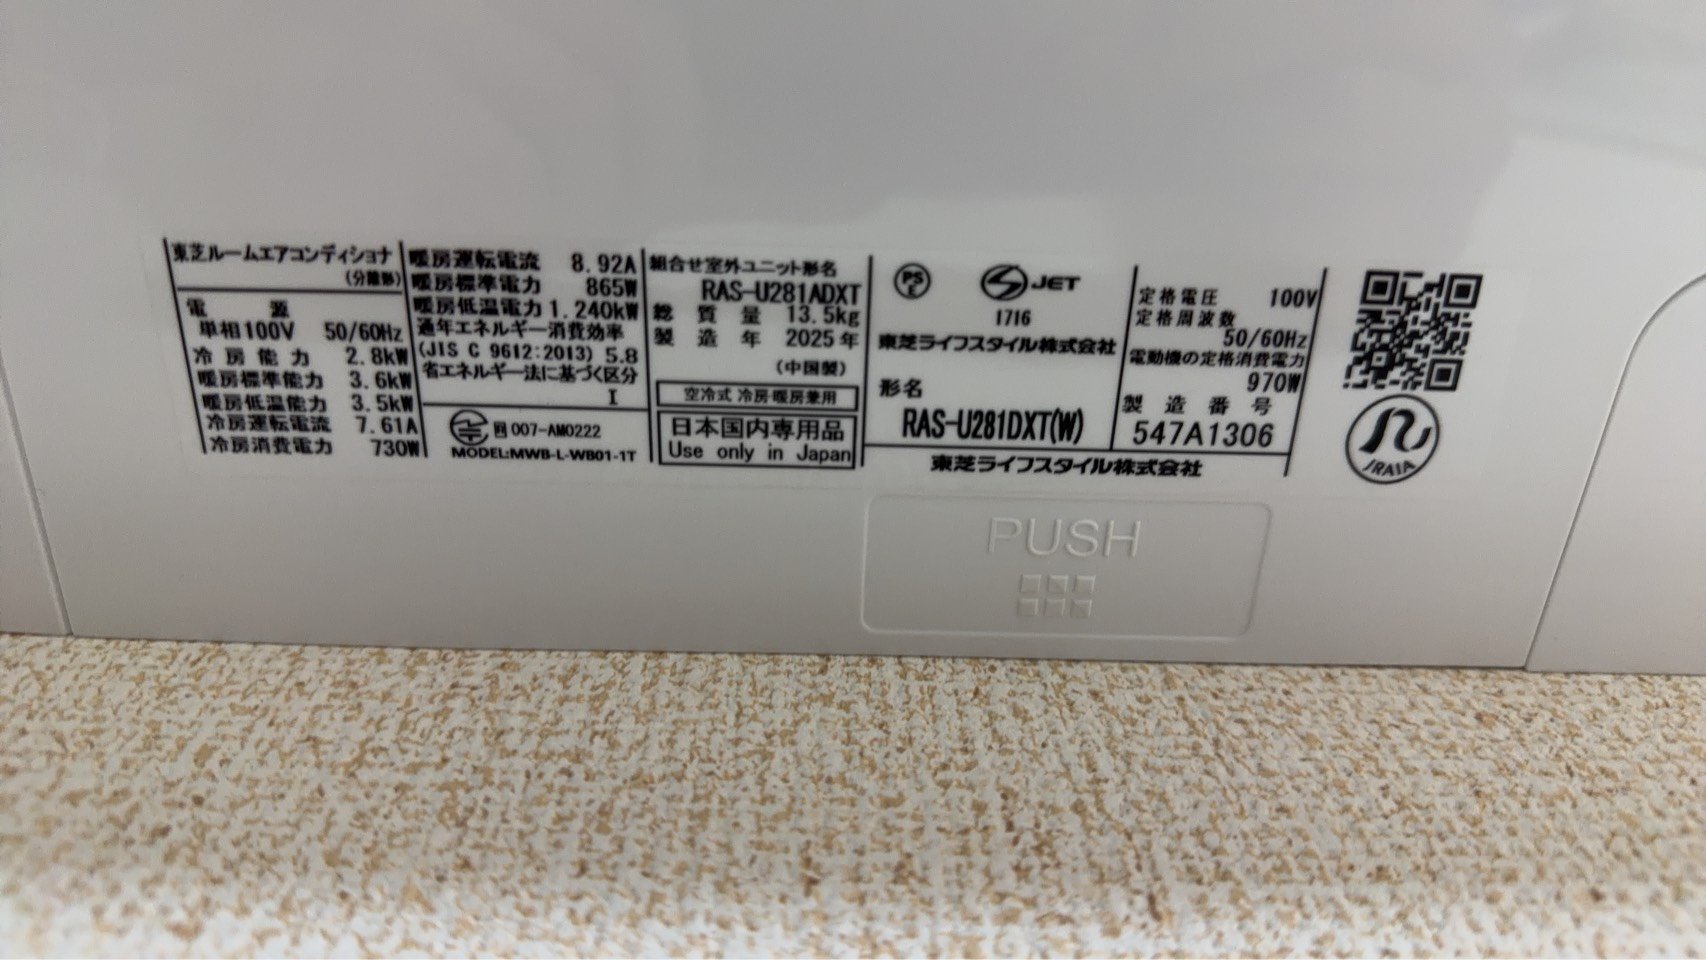 東芝ルームエアコンディショナ
(分離形)
電源
単相100V 50/60Hz
冷房能力 2.8kW
暖房標準能力 3.6kW
暖房低温能力 3.5kW
冷房運転電流 7.61A
冷房消費電力 730W
暖房運転電流 8.92A
暖房標準電力 865W
暖房低温電力 1.240kW
通年エネルギー消費効率
(JIS C 9612:2013) 5.8
省エネルギー法に基づく区分
I
007-AM0222
MODEL:MWB-L-WB01-1T
組合せ室外ユニット形名
RAS-U281ADXT
総質量 13.5kg
製造年 2025年
(中国製)
空冷式 冷房・暖房兼用
日本国内専用品
Use only in Japan
PS
E
JET
1716
東芝ライフスタイル株式会社
形名
RAS-U281DXT(W)
定格電圧 100V
定格周波数
50/60Hz
電動機の定格消費電力
970W
製造番号
547A1306
東芝ライフスタイル株式会社
JRAIA
PUSH